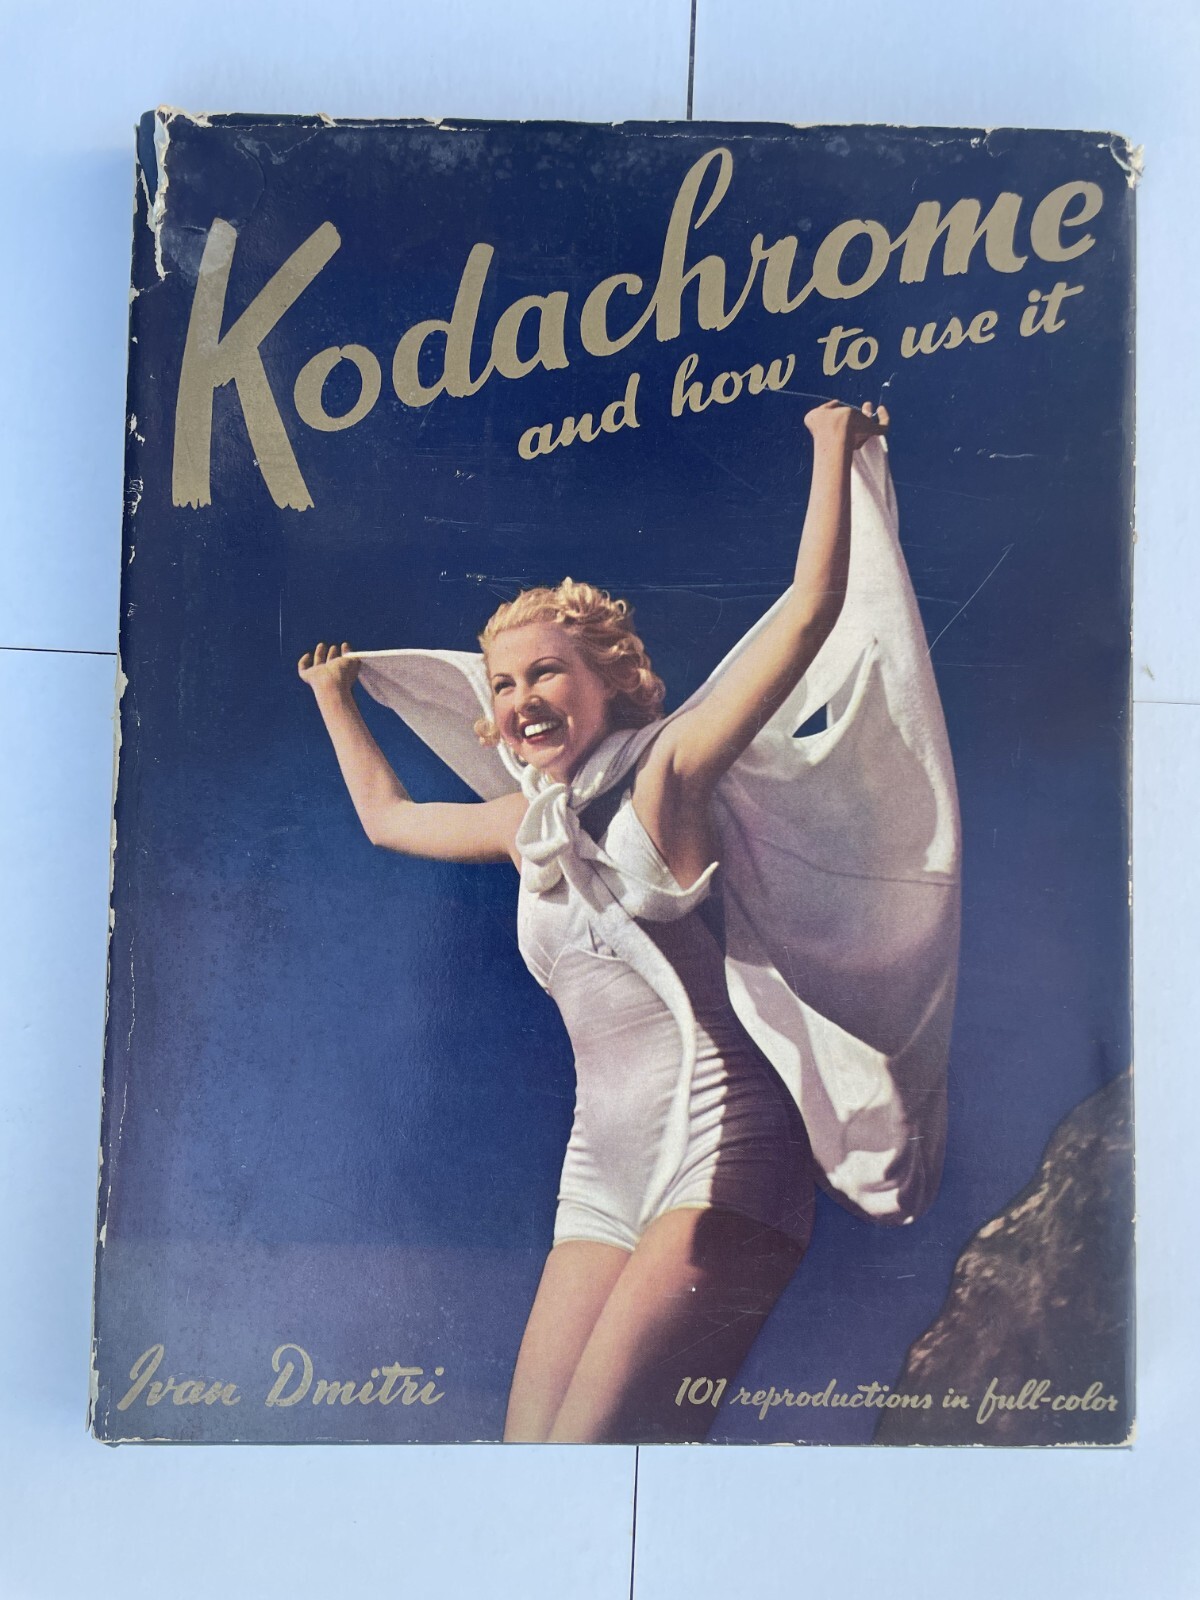 Kodachrome
and how to use it
Ivan Dmitri
101 reproductions in full-color